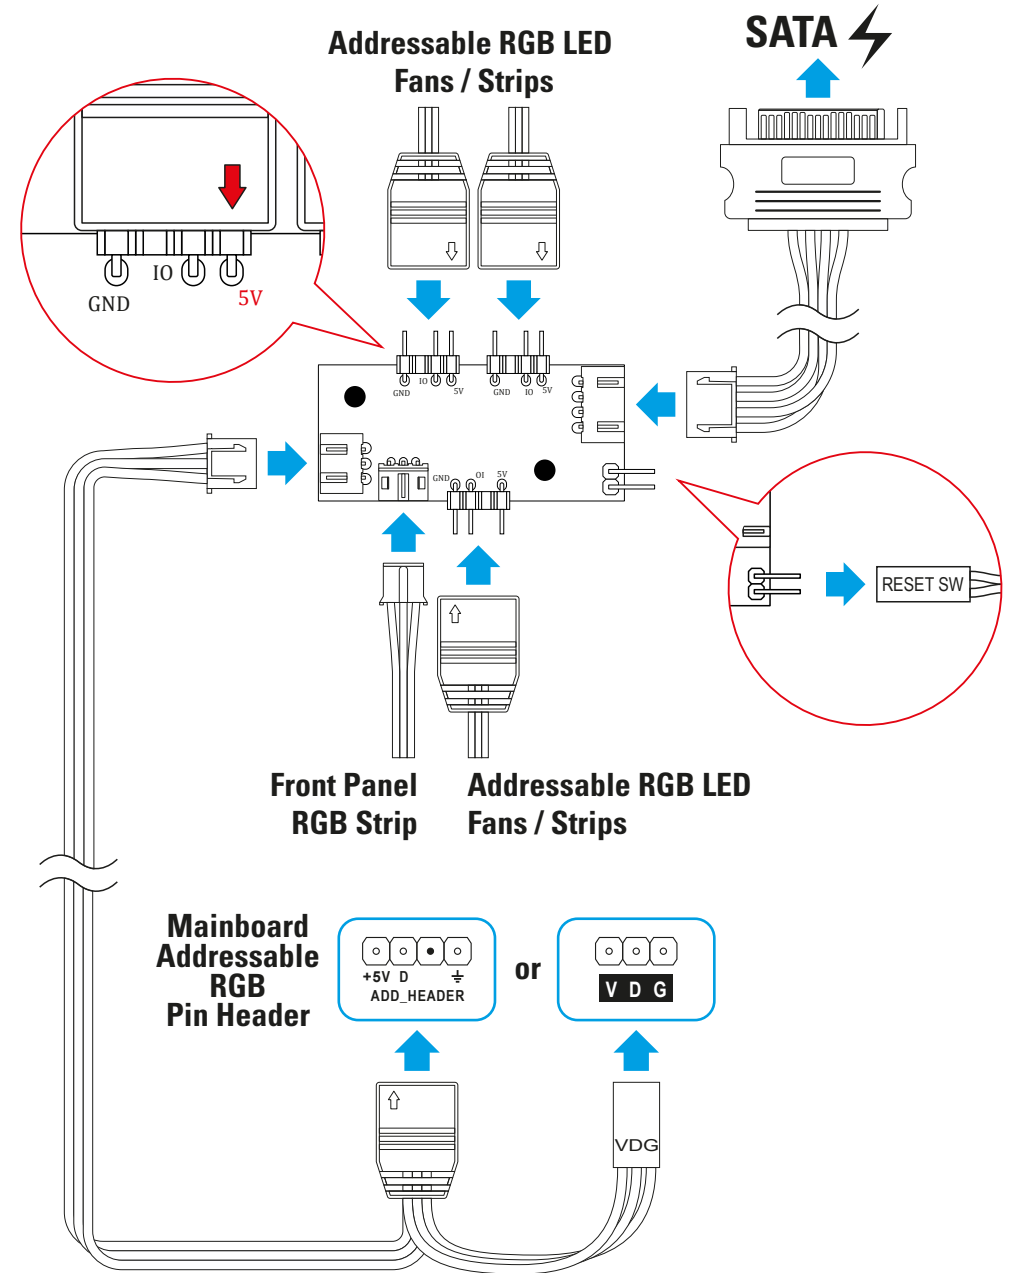 Addressable RGB LED
Fans / Strips
SATA
GND
IO
5V
GND
IO
5V
GND
IO
5V
GND
OI
5V
RESET SW
Front Panel
RGB Strip
Addressable RGB LED
Fans / Strips
Mainboard
Addressable
RGB
Pin Header
+5V D
ADD_HEADER
or
V D G
VDG